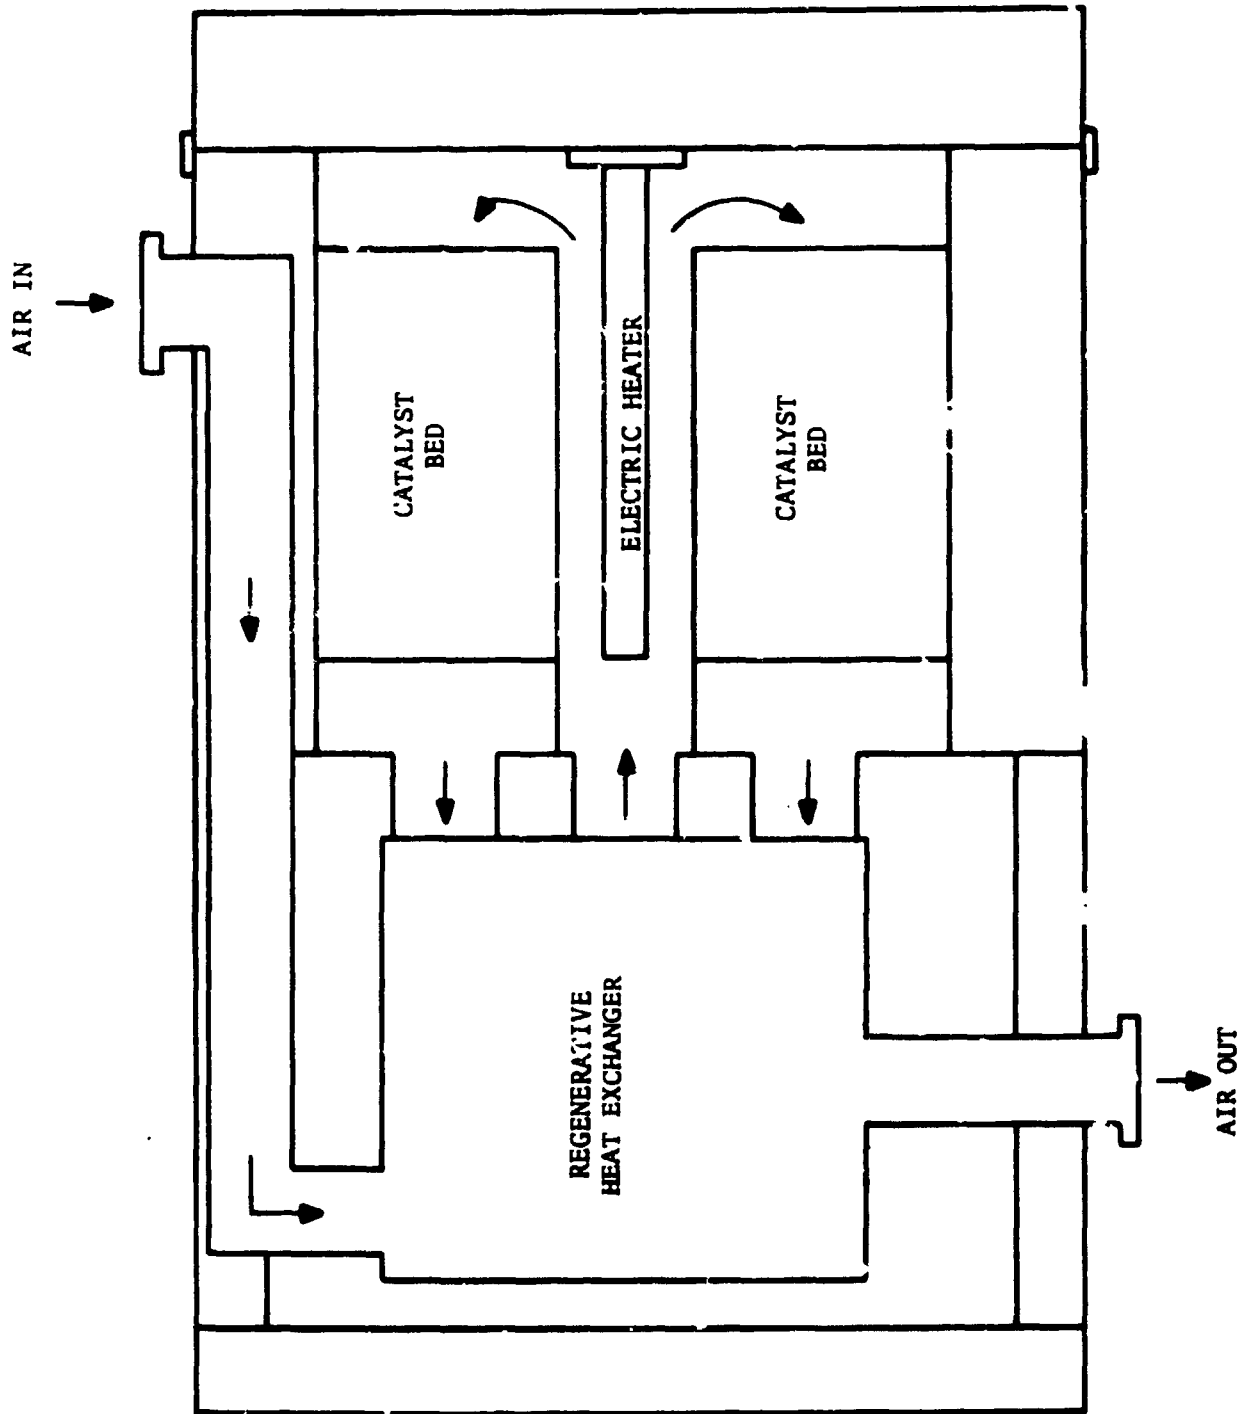 AIR IN
CATALYST
BED
ELECTRIC HEATER
CATALYST
BED
REGENERATIVE
HEAT EXCHANGER
AIR OUT